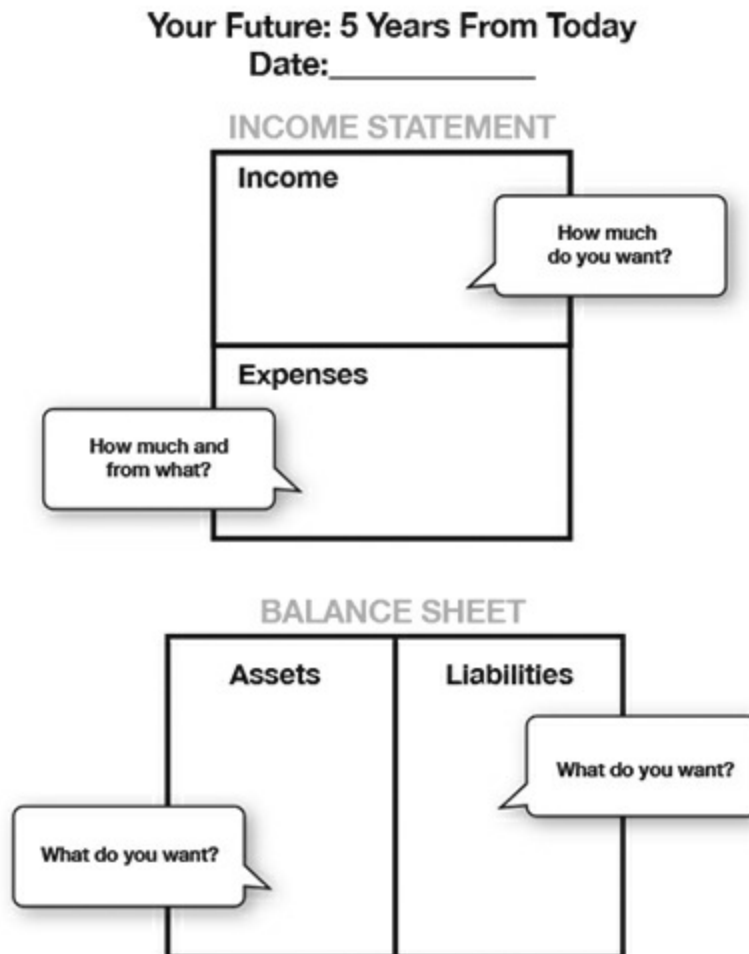 Your Future: 5 Years From Today
Date:_____________
INCOME STATEMENT
Income
How much
do you want?
Expenses
How much and
from what?
BALANCE SHEET
Assets
Liabilities
What do you want?
What do you want?